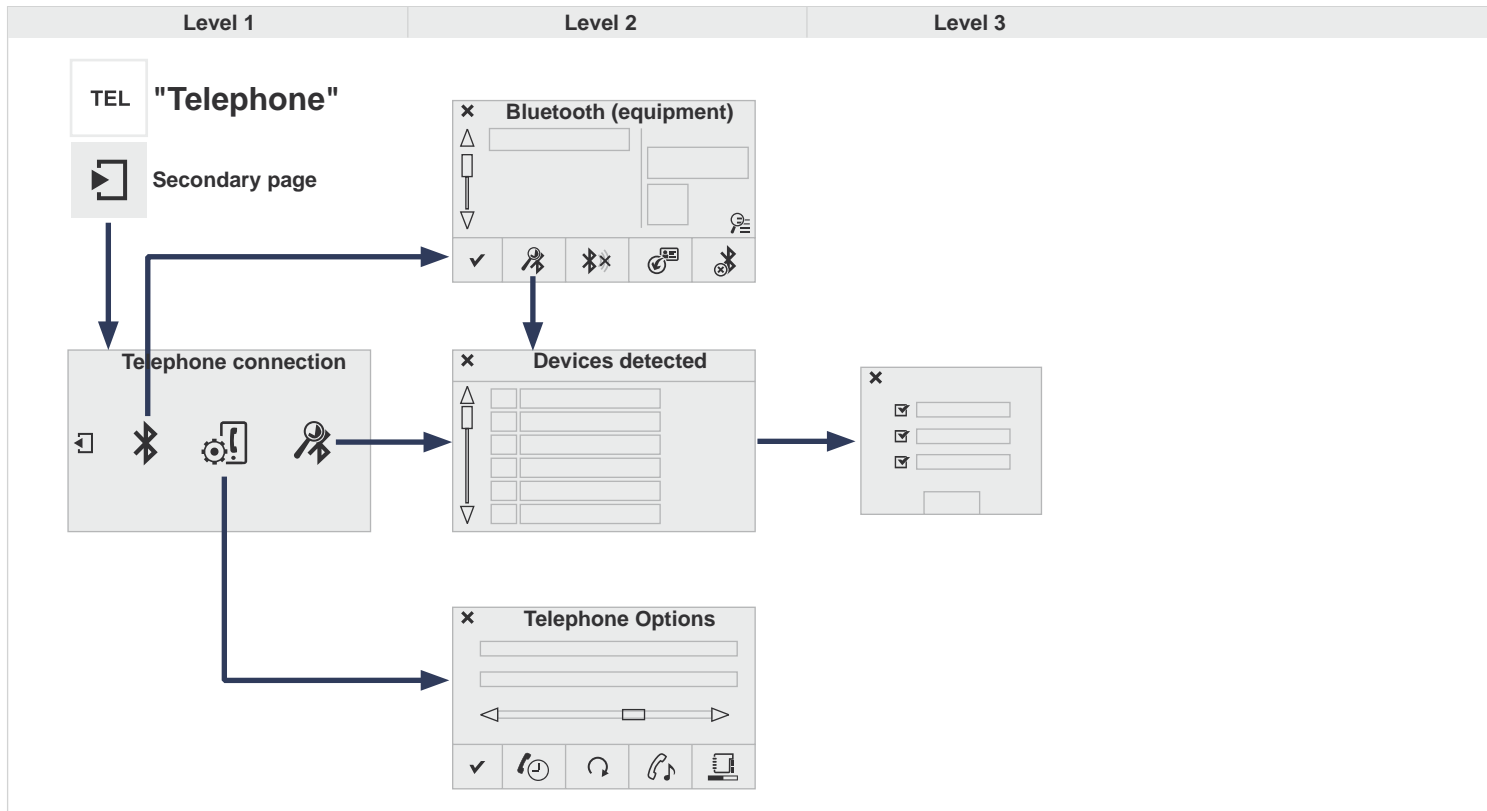 Level 1
Level 2
Level 3
TEL
"Telephone"
Secondary page
Bluetooth (equipment)
Telephone connection
Devices detected
Telephone Options